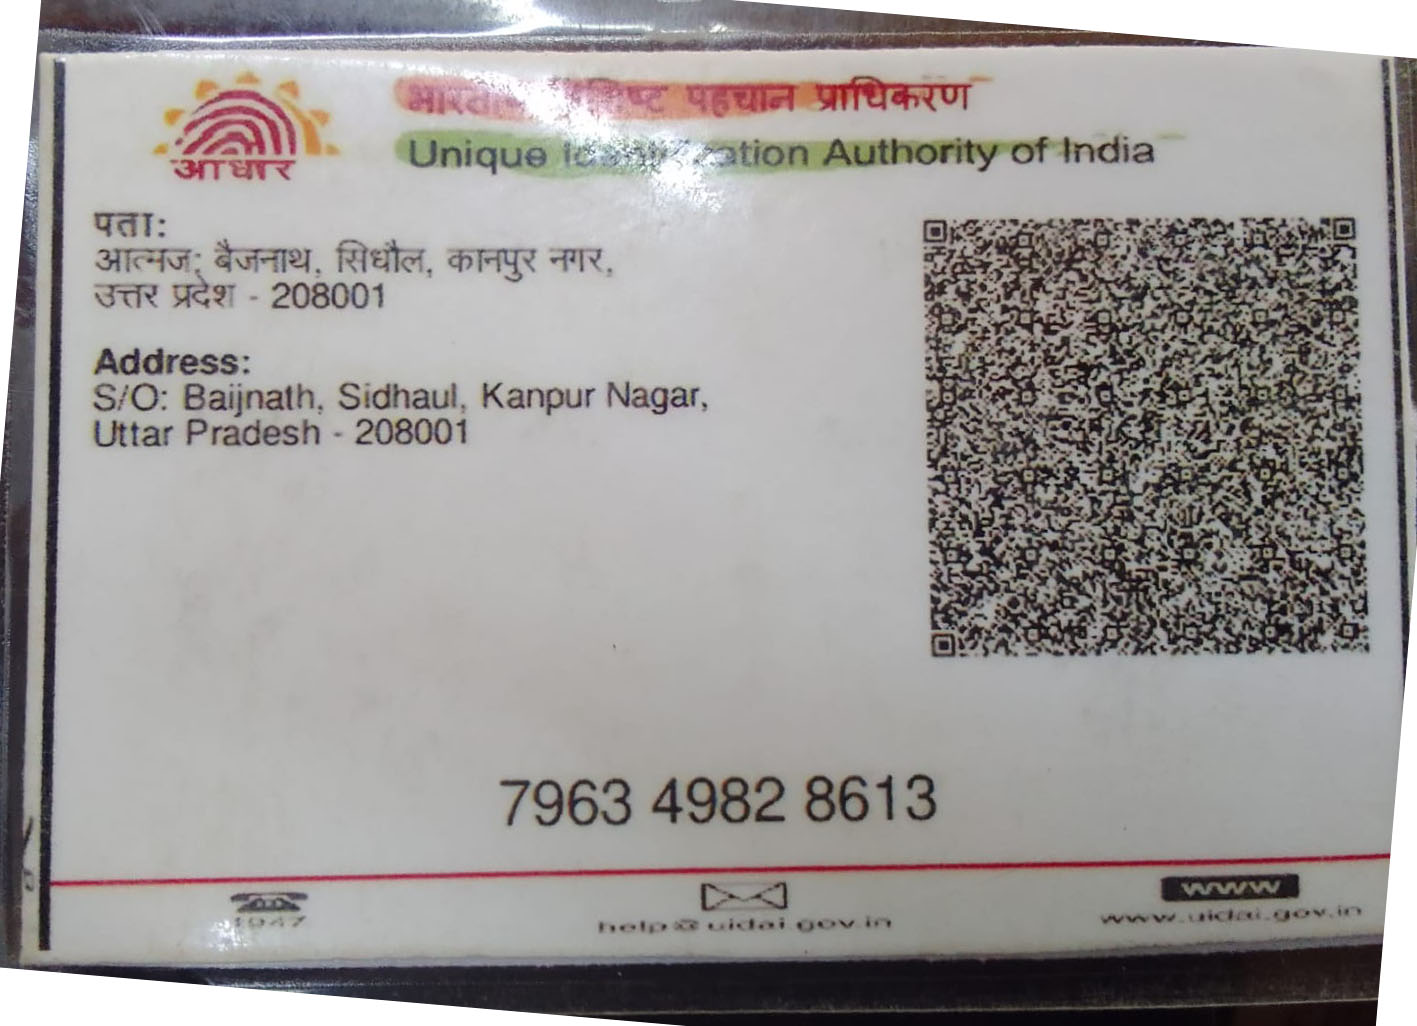 आधार
भारतीय विशिष्ट पहचान प्राधिकरण
Unique Identification Authority of India
पता:
आत्मज: बैजनाथ, सिधौल, कानपुर नगर,
उत्तर प्रदेश - 208001
Address:
S/O: Baijnath, Sidhaul, Kanpur Nagar,
Uttar Pradesh - 208001
7963 4982 8613
1947
help@uidai.gov.in
WWW
www.uidai.gov.in